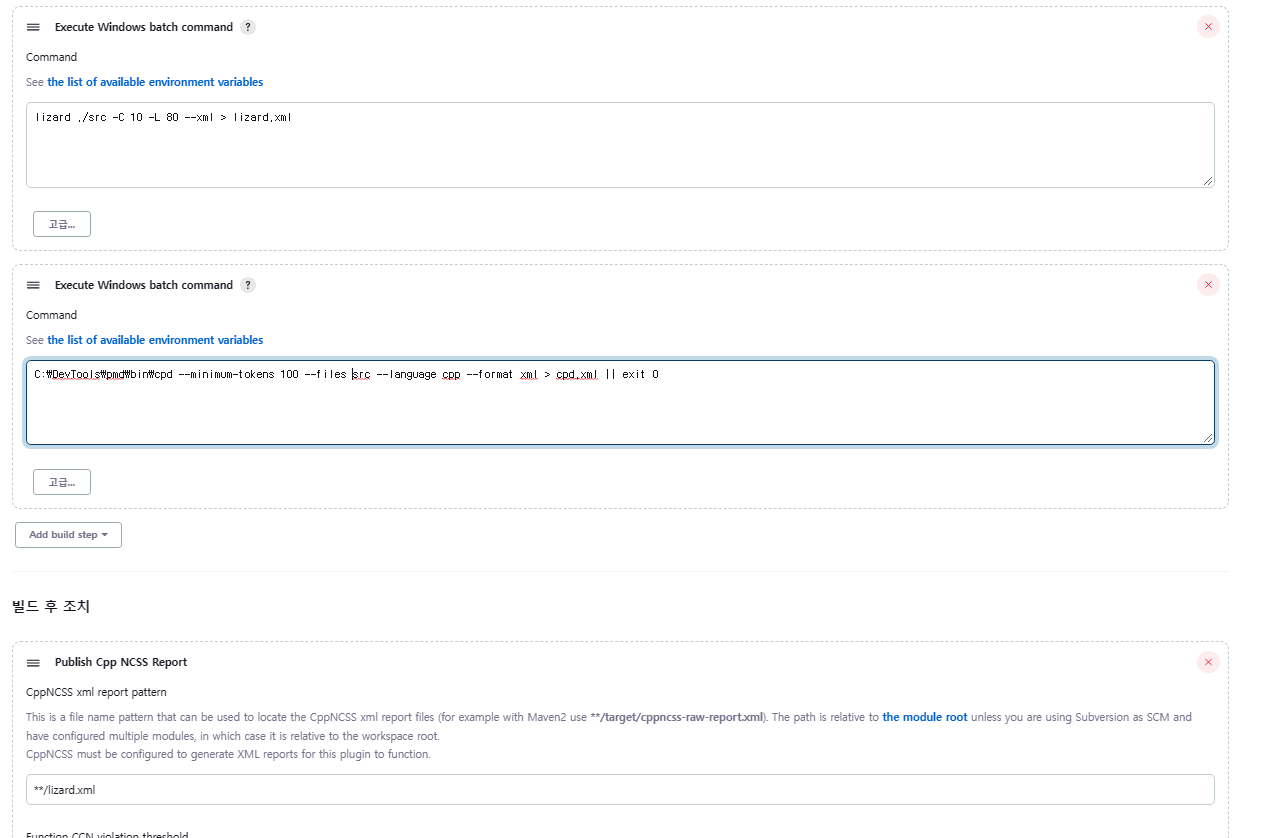 Execute Windows batch command ?
Command
See the list of available environment variables
lizard ./src -C 10 -L 80 --xml > lizard.xml
고급...
Execute Windows batch command ?
Command
See the list of available environment variables
C:₩DevTools₩pmd₩bin₩cpd --minimum-tokens 100 --files src --language cpp --format xml > cpd.xml || exit 0
고급...
Add build step
빌드 후 조치
Publish Cpp NCSS Report
CppNCSS xml report pattern
This is a file name pattern that can be used to locate the CppNCSS xml report files (for example with Maven2 use **/target/cppncss-raw-report.xml). The path is relative to the module root unless you are using Subversion as SCM and
have configured multiple modules, in which case it is relative to the workspace root.
CppNCSS must be configured to generate XML reports for this plugin to function.
**/lizard.xml
Function CCN violation threshold